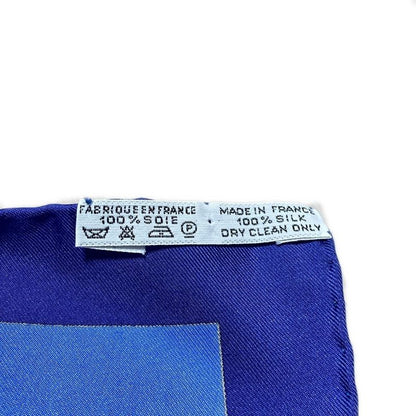 FABRIQUE EN FRANCE
100% SOIE
P
MADE IN FRANCE
100% SILK
DRY CLEAN ONLY